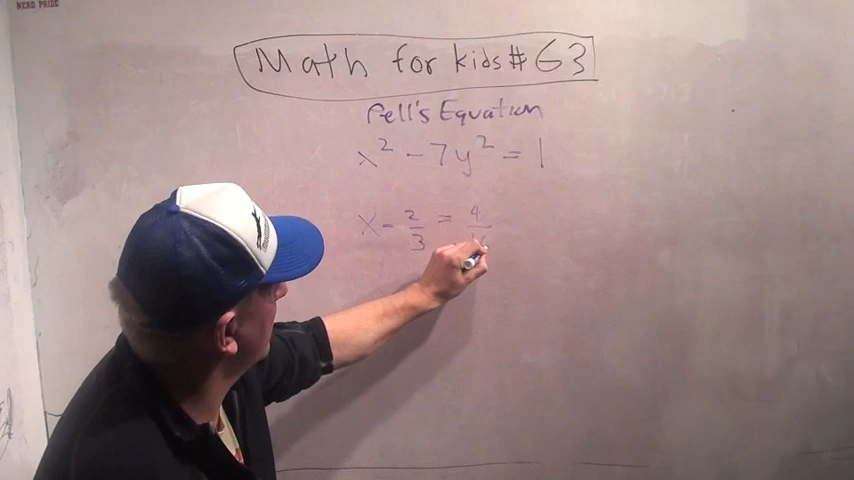 NERD PRIDE
Math for kids #63
Pell's Equation
x² - 7y² = 1
x - 2/3 = 4